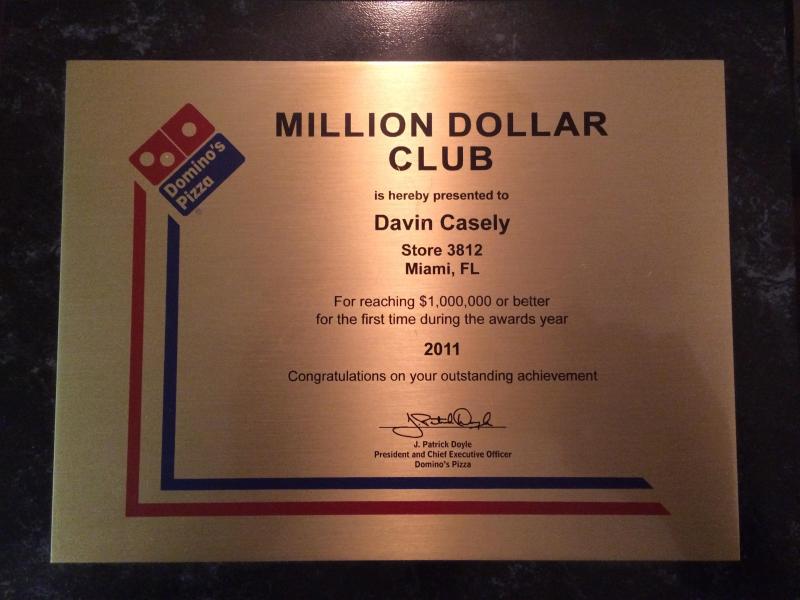 Domino's
Pizza
MILLION DOLLAR
CLUB
is hereby presented to
Davin Casely
Store 3812
Miami, FL
For reaching $1,000,000 or better
for the first time during the awards year
2011
Congratulations on your outstanding achievement
J. Patrick Doyle
J. Patrick Doyle
President and Chief Executive Officer
Domino's Pizza